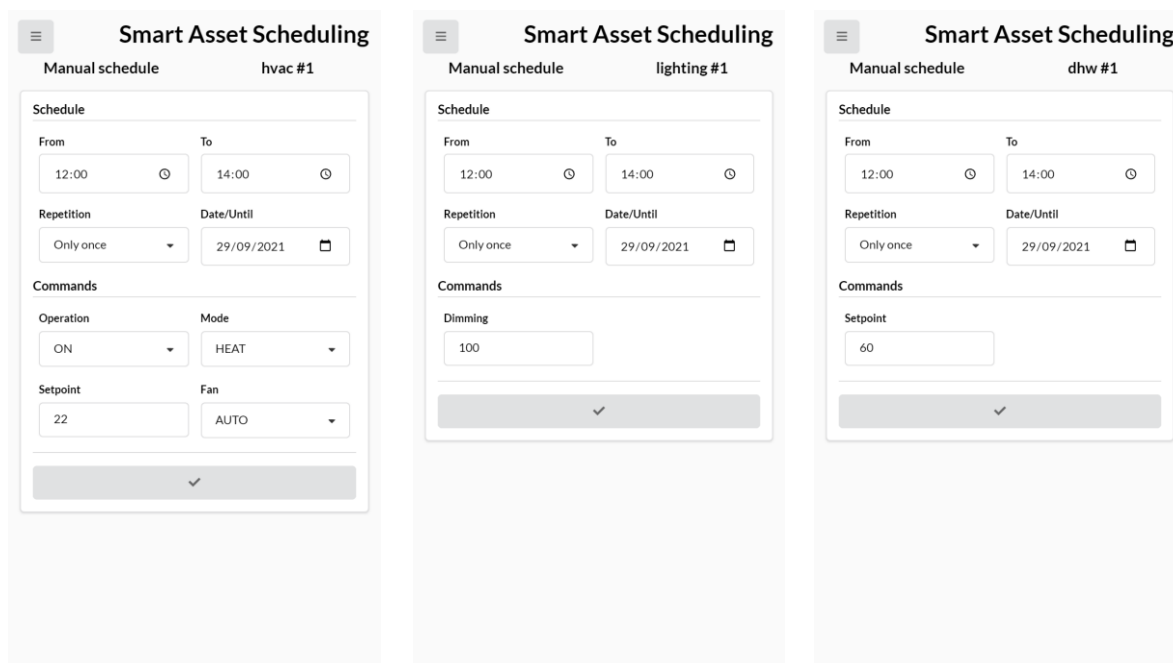 Smart Asset Scheduling
Manual schedule hvac #1
Schedule
From To
12:00 14:00
Repetition Date/Until
Only once 29/09/2021
Commands
Operation Mode
ON HEAT
Setpoint Fan
22 AUTO
Smart Asset Scheduling
Manual schedule lighting #1
Schedule
From To
12:00 14:00
Repetition Date/Until
Only once 29/09/2021
Commands
Dimming
100
Smart Asset Scheduling
Manual schedule dhw #1
Schedule
From To
12:00 14:00
Repetition Date/Until
Only once 29/09/2021
Commands
Setpoint
60